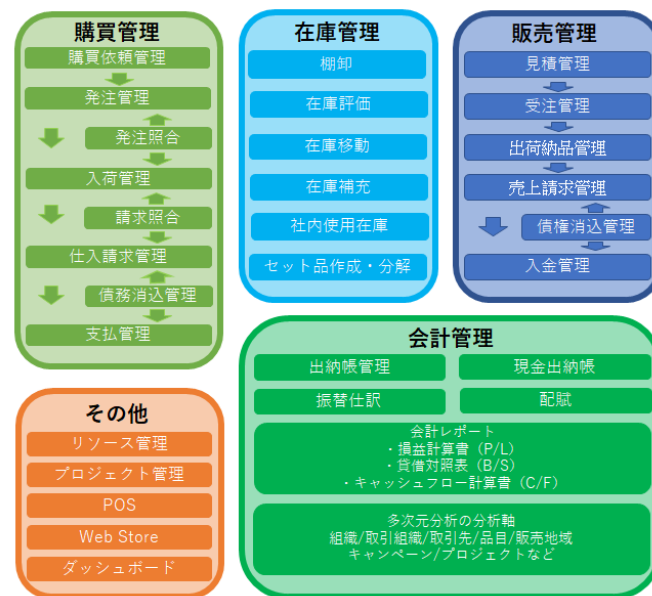 購買管理
購買依頼管理
発注管理
発注照合
入荷管理
請求照合
仕入請求管理
債務消込管理
支払管理
在庫管理
棚卸
在庫評価
在庫移動
在庫補充
社内使用在庫
セット品作成・分解
販売管理
見積管理
受注管理
出荷納品管理
売上請求管理
債権消込管理
入金管理
その他
リソース管理
プロジェクト管理
POS
Web Store
ダッシュボード
会計管理
出納帳管理
現金出納帳
振替仕訳
配賦
会計レポート
・損益計算書（P/L）
・貸借対照表（B/S）
・キャッシュフロー計算書（C/F）
多次元分析の分析軸
組織/取引組織/取引先/品目/販売地域
キャンペーン/プロジェクトなど